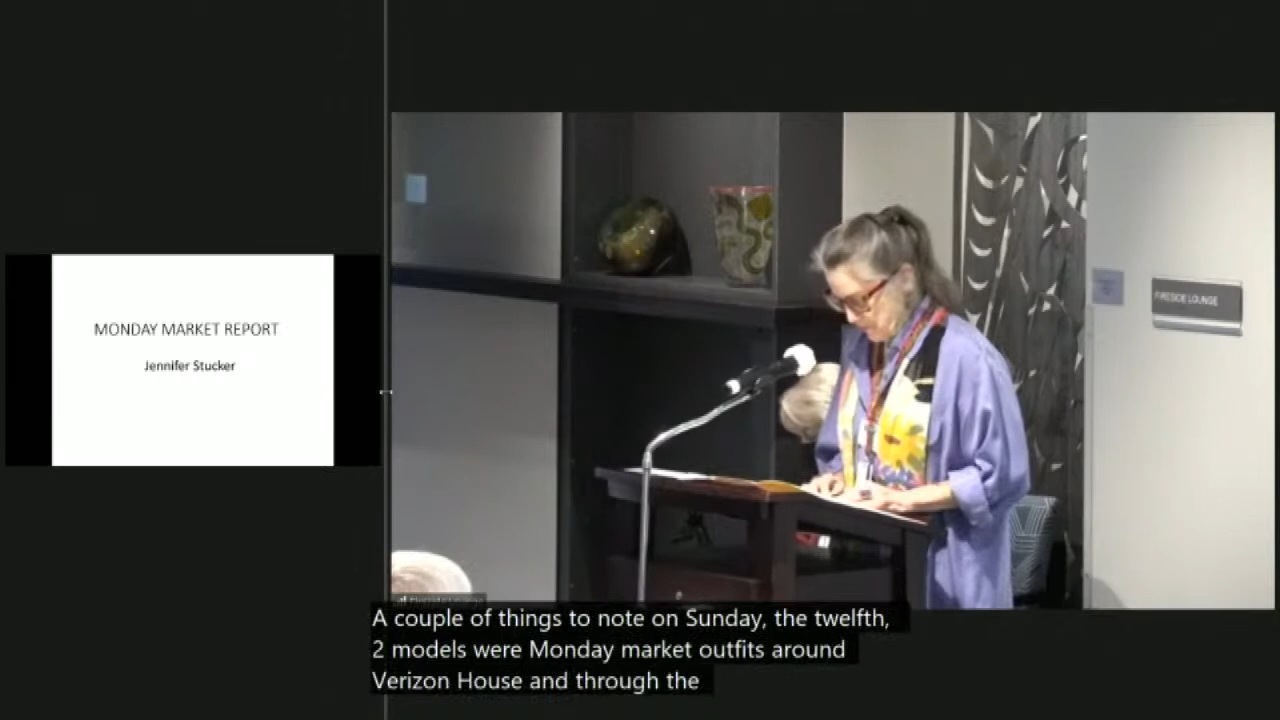 MONDAY MARKET REPORT
Jennifer Stucker
FIRESIDE LOUNGE
A couple of things to note on Sunday, the twelfth,
2 models were Monday market outfits around
Verizon House and through the